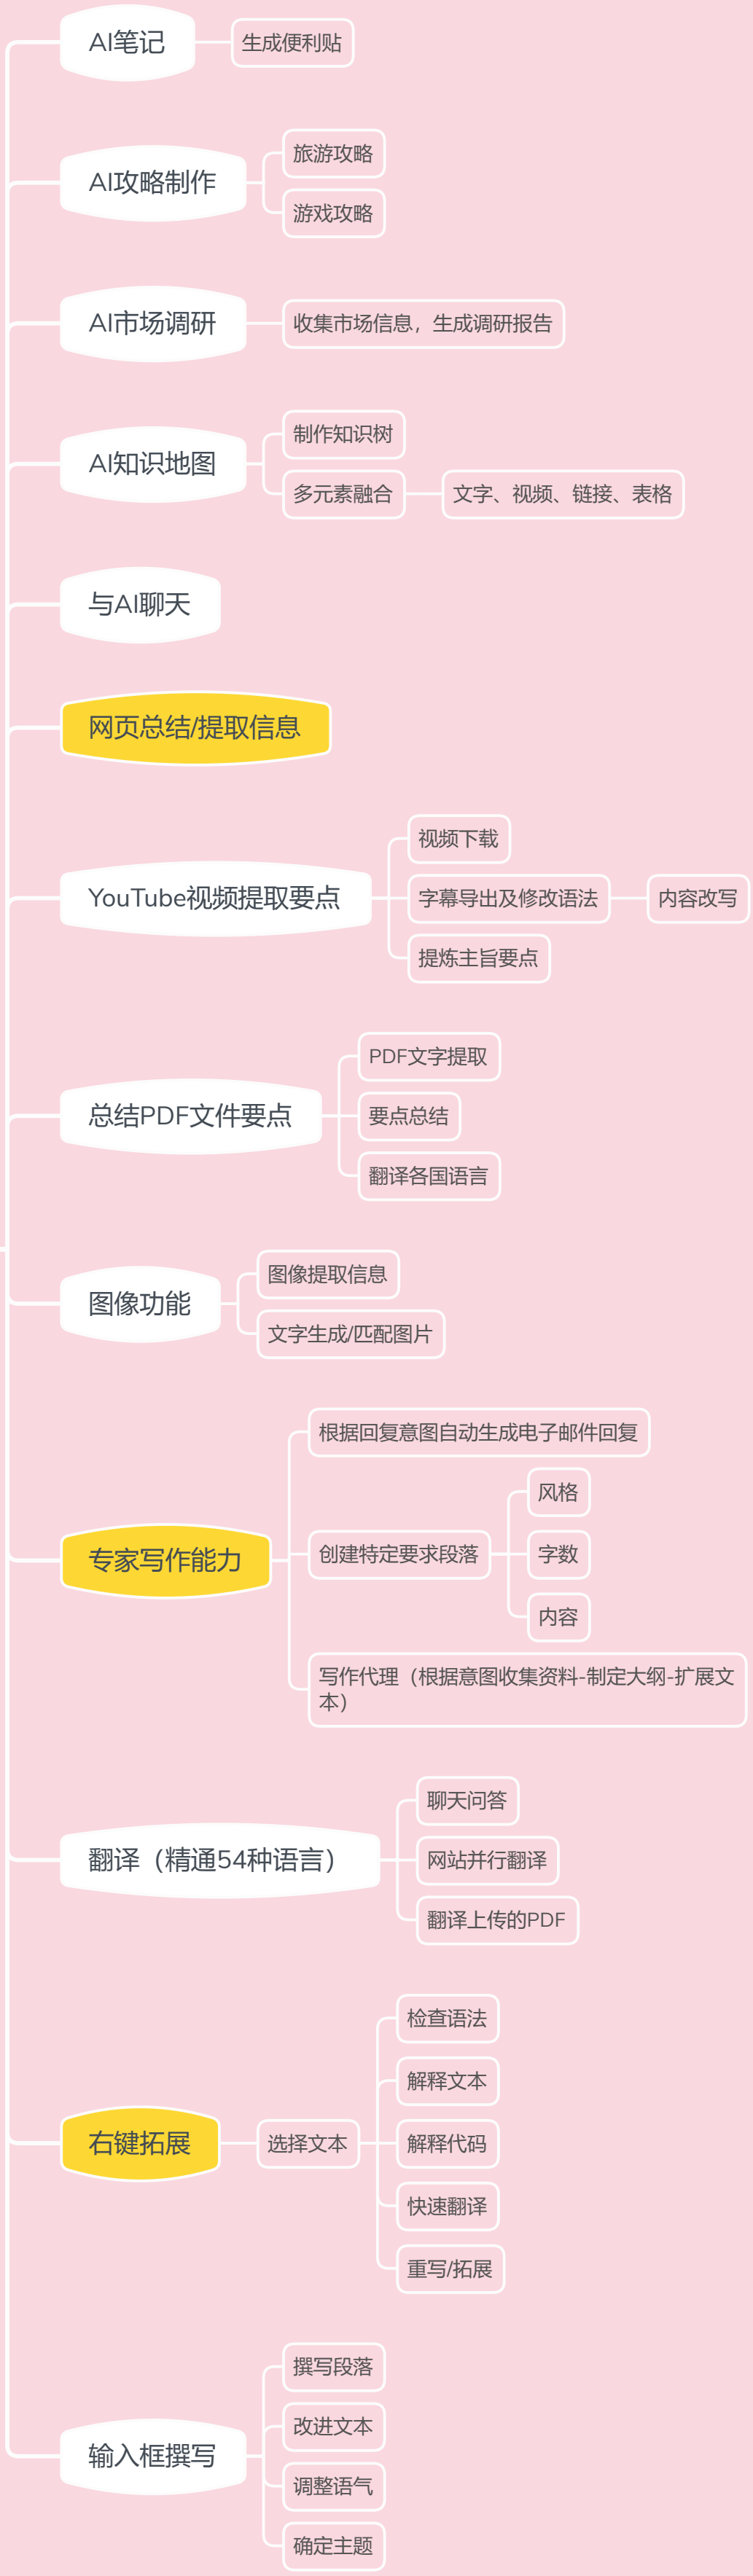 AI笔记
生成便利贴
AI攻略制作
旅游攻略
游戏攻略
AI市场调研
收集市场信息，生成调研报告
AI知识地图
制作知识树
多元素融合
文字、视频、链接、表格
与AI聊天
网页总结/提取信息
YouTube视频提取要点
视频下载
字幕导出及修改语法
内容改写
提炼主旨要点
总结PDF文件要点
PDF文字提取
要点总结
翻译各国语言
图像功能
图像提取信息
文字生成/匹配图片
专家写作能力
根据回复意图自动生成电子邮件回复
创建特定要求段落
风格
字数
内容
写作代理（根据意图收集资料-制定大纲-扩展文
本）
翻译（精通54种语言）
聊天问答
网站并行翻译
翻译上传的PDF
右键拓展
选择文本
检查语法
解释文本
解释代码
快速翻译
重写/拓展
输入框撰写
撰写段落
改进文本
调整语气
确定主题